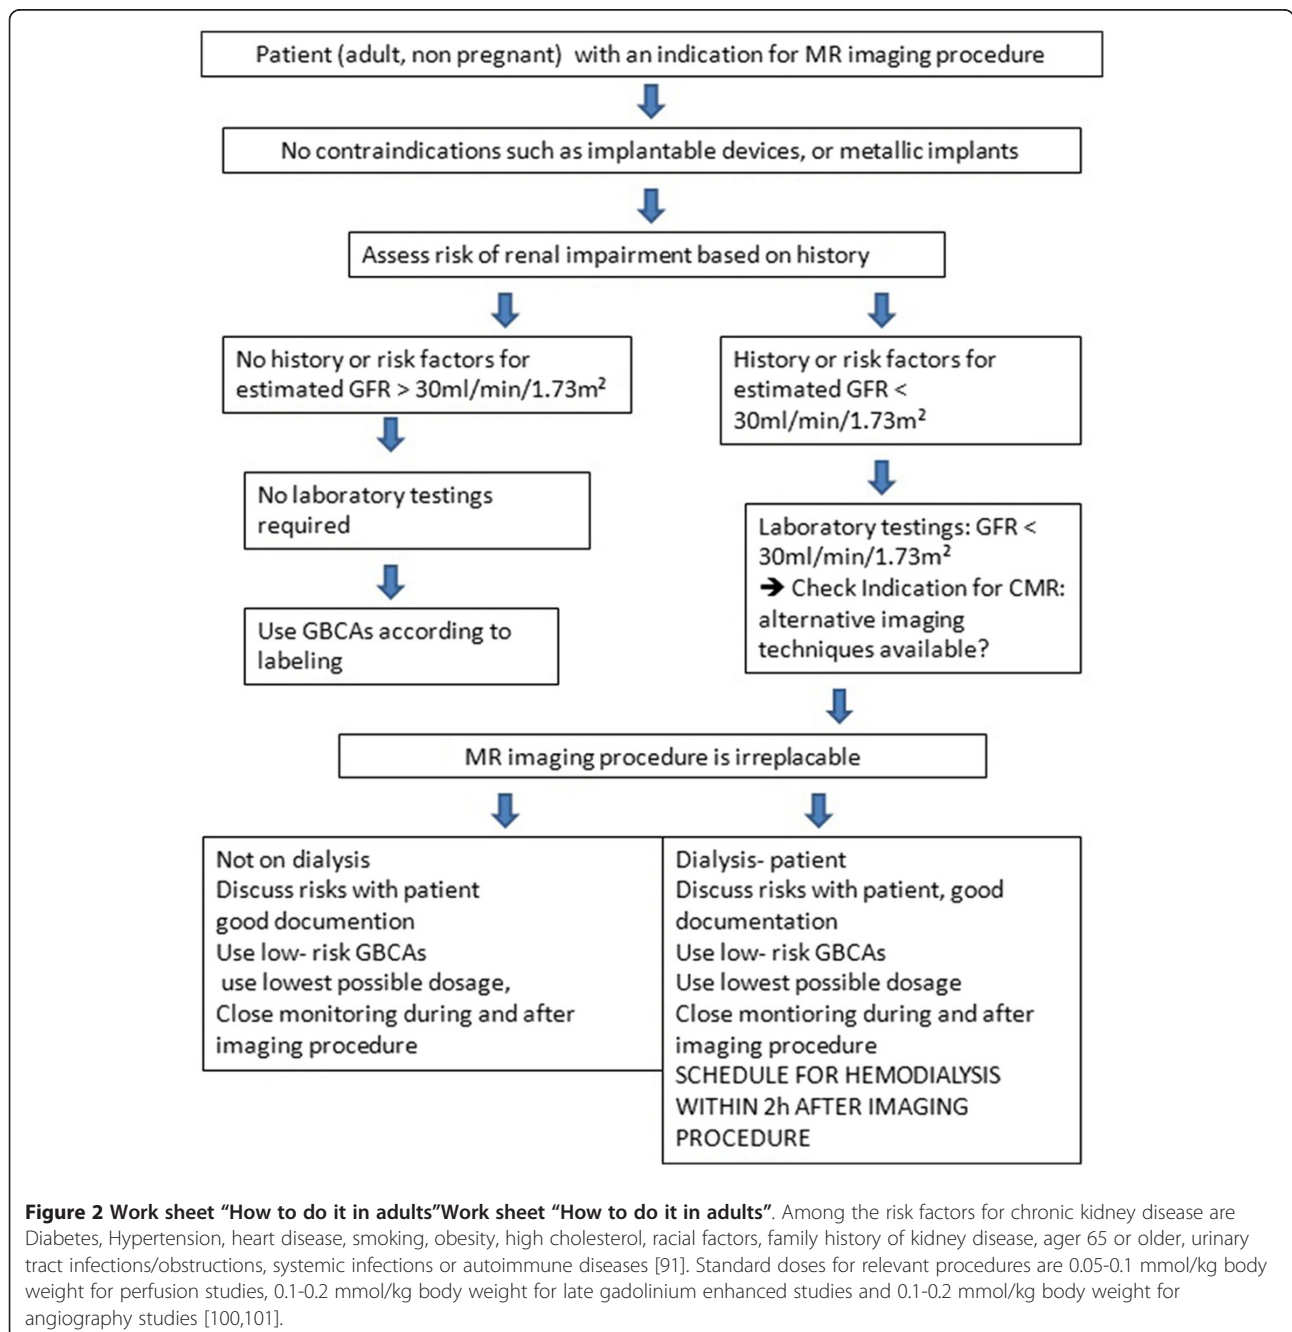 Patient (adult, non pregnant)  with an indication for MR imaging procedure
No contraindications such as implantable devices, or metallic implants
Assess risk of renal impairment based on history
No history or risk factors for
estimated GFR > 30ml/min/1.73m²
No laboratory testings
required
Use GBCAs according to
labeling
History or risk factors for
estimated GFR <
30ml/min/1.73m²
Laboratory testings: GFR <
30ml/min/1.73m²
➔ Check Indication for CMR:
alternative imaging
techniques available?
MR imaging procedure is irreplacable
Not on dialysis
Discuss risks with patient
good documention
Use low- risk GBCAs
use lowest possible dosage,
Close monitoring during and after
imaging procedure
Dialysis- patient
Discuss risks with patient, good
documentation
Use low- risk GBCAs
Use lowest possible dosage
Close montioring during and after
imaging procedure
SCHEDULE FOR HEMODIALYSIS
WITHIN 2h AFTER IMAGING
PROCEDURE
Figure 2 Work sheet “How to do it in adults”Work sheet “How to do it in adults”. Among the risk factors for chronic kidney disease are
Diabetes, Hypertension, heart disease, smoking, obesity, high cholesterol, racial factors, family history of kidney disease, ager 65 or older, urinary
tract infections/obstructions, systemic infections or autoimmune diseases [91]. Standard doses for relevant procedures are 0.05-0.1 mmol/kg body
weight for perfusion studies, 0.1-0.2 mmol/kg body weight for late gadolinium enhanced studies and 0.1-0.2 mmol/kg body weight for
angiography studies [100,101].